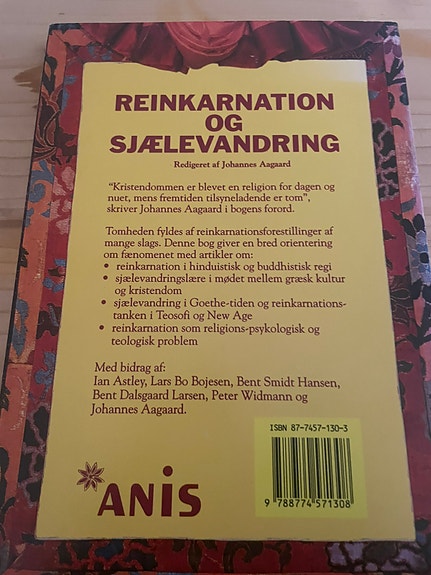 REINKARNATION
OG
SJÆLEVANDRING
Redigeret af Johannes Aagaard
“Kristendommen er blevet en religion for dagen og
nuet, mens fremtiden tilsyneladende er tom”,
skriver Johannes Aagaard i bogens forord.
Tomheden fyldes af reinkarnationsforestillinger af
mange slags. Denne bog giver en bred orientering
om fænomenet med artikler om:
• reinkarnation i hinduistisk og buddhistisk regi
• sjælevandringslære i mødet mellem græsk kultur
og kristendom
• sjælevandring i Goethe-tiden og reinkarnations-
tanken i Teosofi og New Age
• reinkarnation som religions-psykologisk og
teologisk problem
Med bidrag af:
Ian Astley, Lars Bo Bojesen, Bent Smidt Hansen,
Bent Dalsgaard Larsen, Peter Widmann og
Johannes Aagaard.
ISBN 87-7457-130-3
9 788774 571308
*ANIS